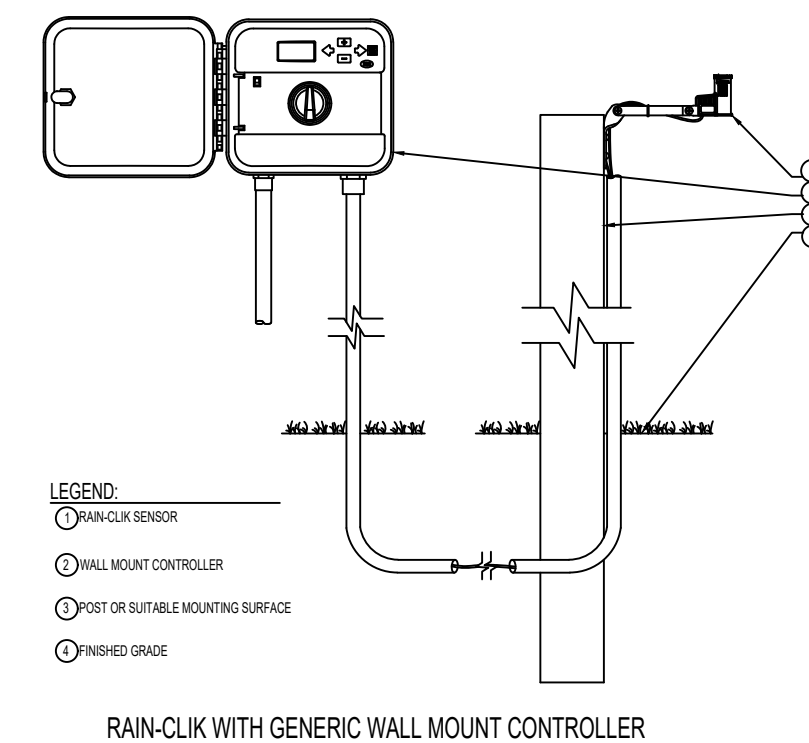 LEGEND:
1 RAIN-CLIK SENSOR
2 WALL MOUNT CONTROLLER
3 POST OR SUITABLE MOUNTING SURFACE
4 FINISHED GRADE
RAIN-CLIK WITH GENERIC WALL MOUNT CONTROLLER